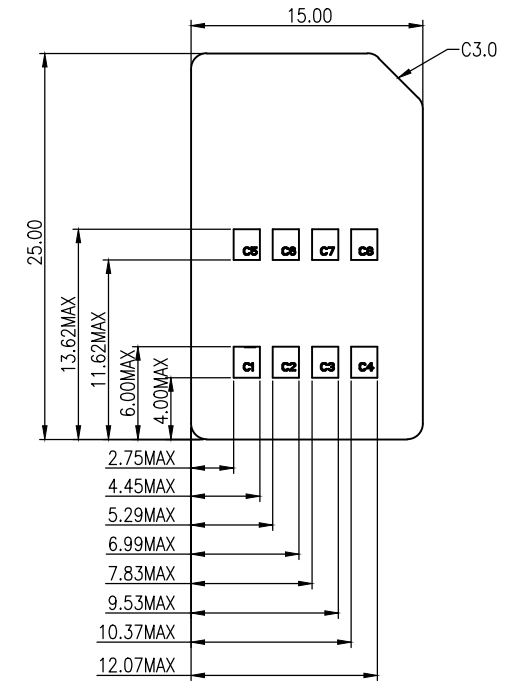 15.00
C3.0
25.00
13.62MAX
11.62MAX
6.00MAX
4.00MAX
C5 C6 C7 C8
C1 C2 C3 C4
2.75MAX
4.45MAX
5.29MAX
6.99MAX
7.83MAX
9.53MAX
10.37MAX
12.07MAX